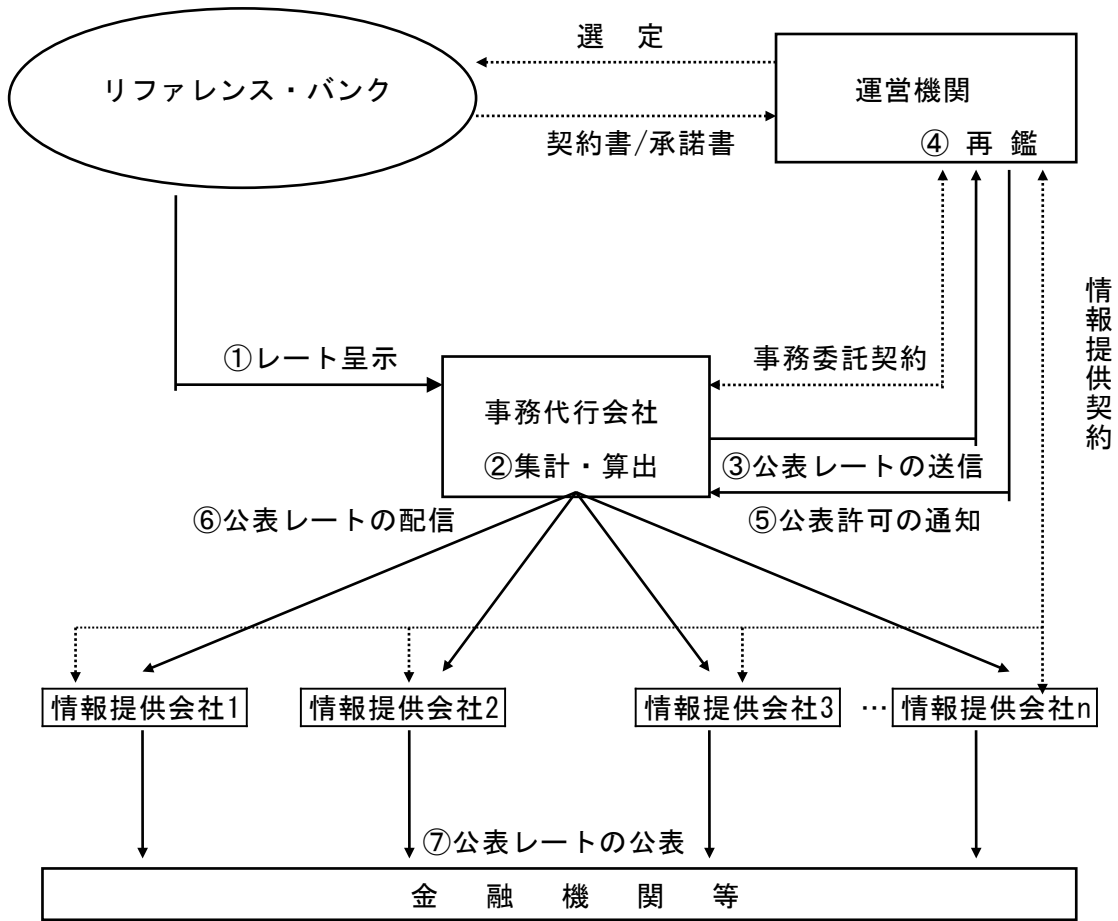 選 定
リファレンス・バンク
運営機関
契約書/承諾書
④ 再 鑑
情報提供契約
①レート呈示
事務委託契約
事務代行会社
②集計・算出
③公表レートの送信
⑥公表レートの配信
⑤公表許可の通知
情報提供会社1
情報提供会社2
情報提供会社3
…
情報提供会社n
⑦公表レートの公表
金 融 機 関 等